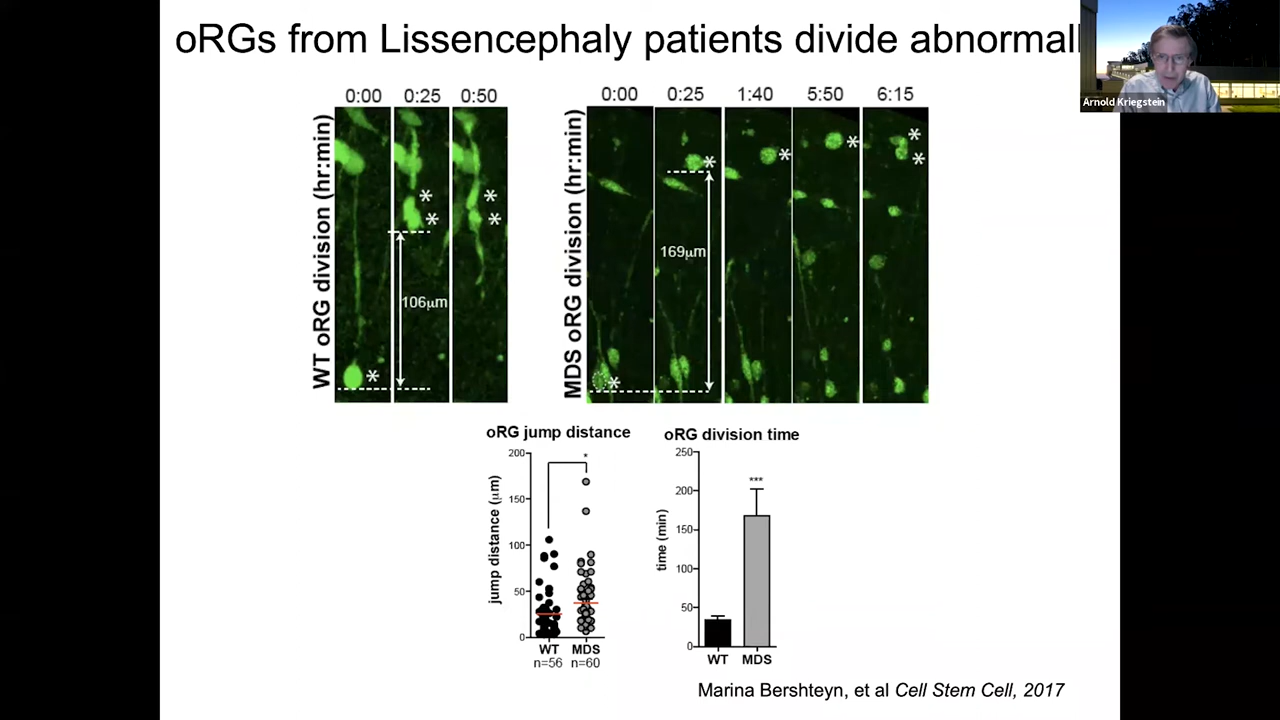 oRGs from Lissencephaly patients divide abnormall
Arnold Kriegstein
WT oRG division (hr:min)
0:00 0:25 0:50
*
*
*
*
*
106μm
MDS oRG division (hr:min)
0:00 0:25 1:40 5:50 6:15
*
*
*
*
*
*
169μm
oRG jump distance
jump distance (μm)
200
150
100
50
0
*
WT MDS
n=56 n=60
oRG division time
time (min)
250
200
150
100
50
0
***
WT MDS
Marina Bershteyn, et al Cell Stem Cell, 2017